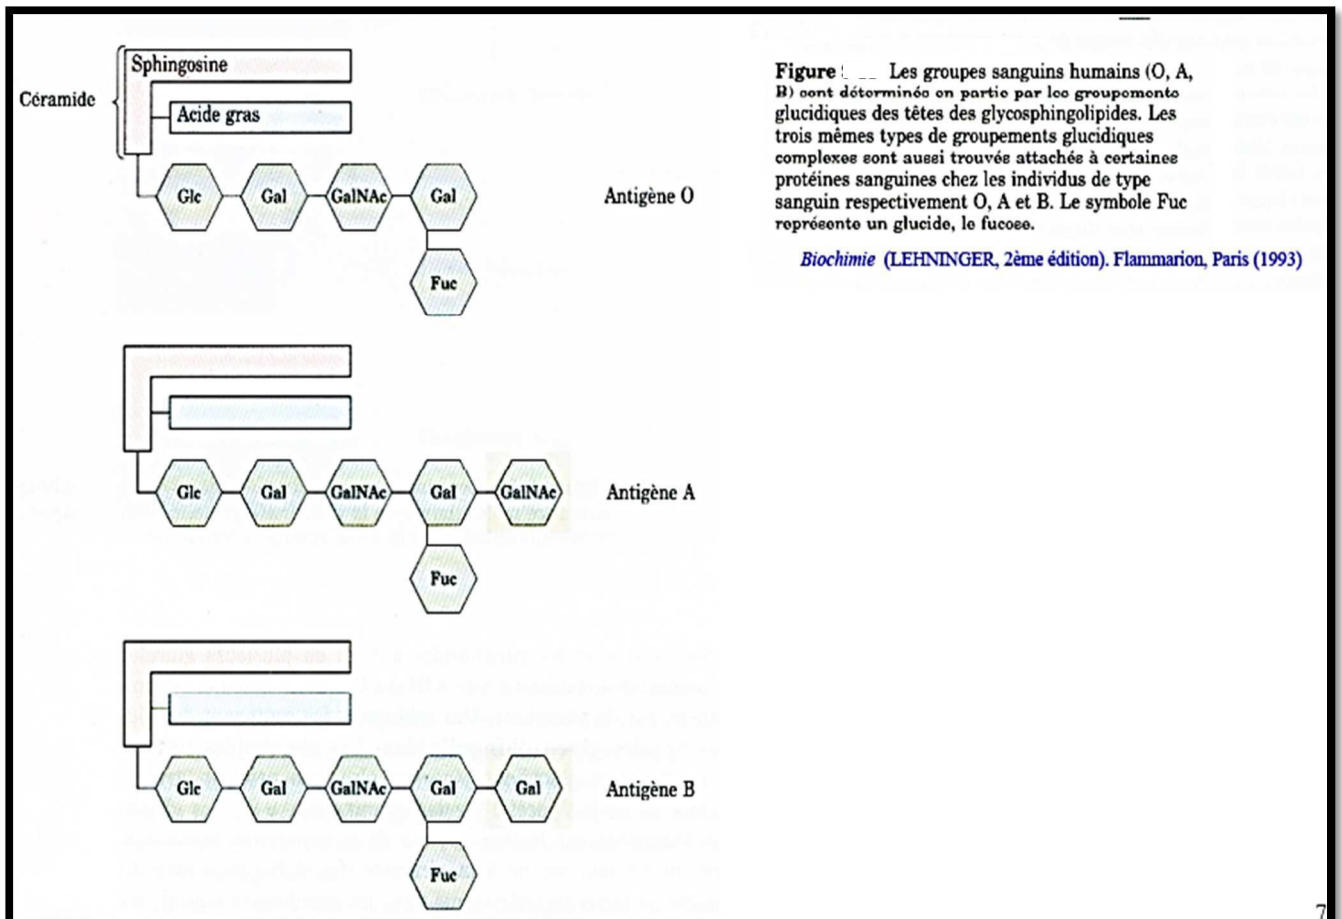 Sphingosine
Céramide
Acide gras
Glc Gal GalNAc Gal Antigène O
Fuc
Glc Gal GalNAc Gal GalNAc Antigène A
Fuc
Glc Gal GalNAc Gal Gal Antigène B
Fuc
Figure Les groupes sanguins humains (O, A,
B) sont déterminés en partie par les groupements
glucidiques des têtes des glycosphingolipides. Les
trois mêmes types de groupements glucidiques
complexes sont aussi trouvés attachés à certaines
protéines sanguines chez les individus de type
sanguin respectivement O, A et B. Le symbole Fuc
représente un glucide, le fucose.
Biochimie (LEHNINGER, 2ème édition). Flammarion, Paris (1993)
7